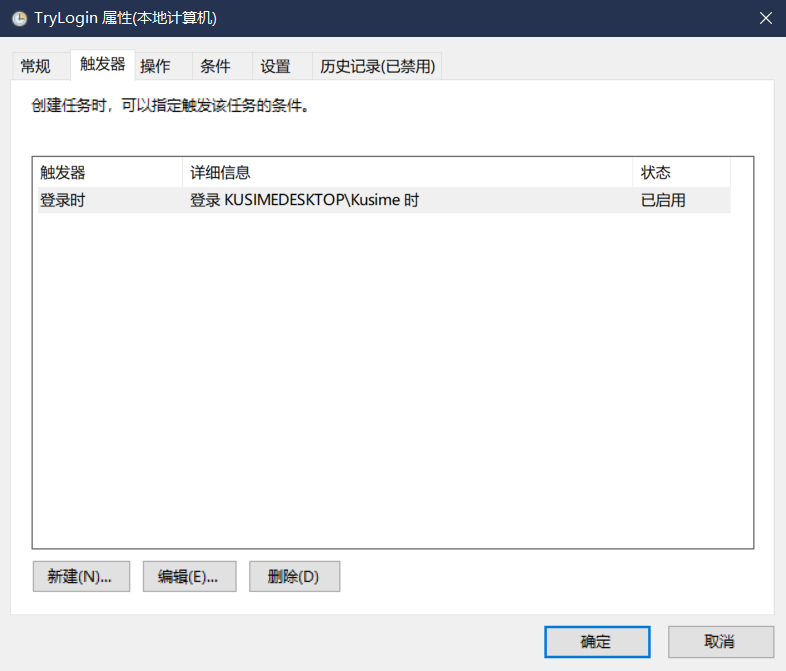 TryLogin 属性(本地计算机)
常规 触发器 操作 条件 设置 历史记录(已禁用)
创建任务时，可以指定触发该任务的条件。
触发器 详细信息 状态
登录时 登录 KUSIMEDESKTOP\Kusime 时 已启用
新建(N)... 编辑(E)... 删除(D)
确定 取消